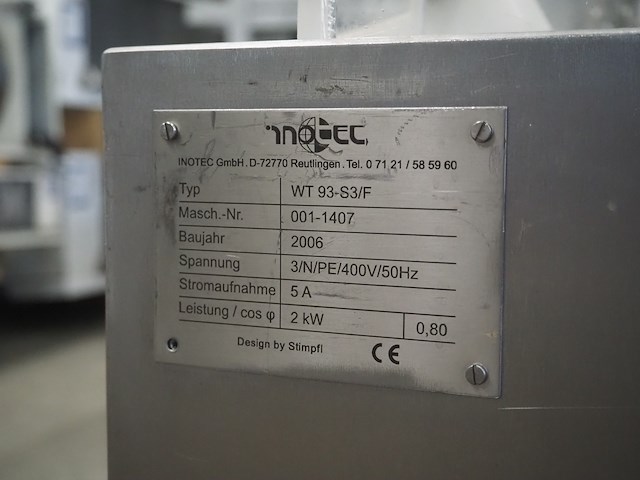 INOTEC
INOTEC GmbH . D-72770 Reutlingen . Tel. 0 71 21 / 58 59 60
Typ WT 93-S3/F
Masch.-Nr. 001-1407
Baujahr 2006
Spannung 3/N/PE/400V/50Hz
Stromaufnahme 5 A
Leistung / cos φ 2 kW 0,80
Design by Stimpfl CE